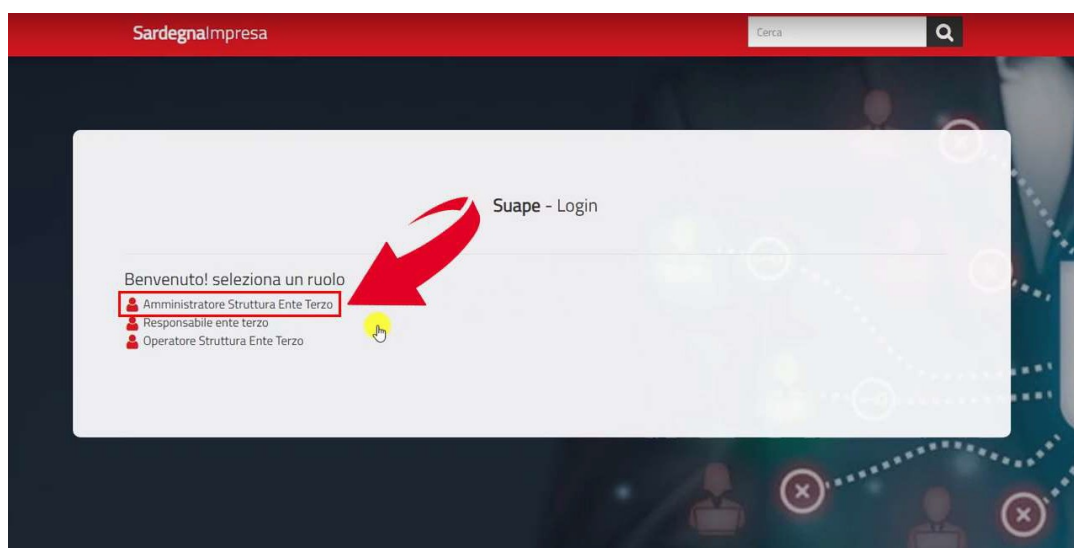 SardegnaImpresa
Cerca
Suape - Login
Benvenuto! seleziona un ruolo
Amministratore Struttura Ente Terzo
Responsabile ente terzo
Operatore Struttura Ente Terzo